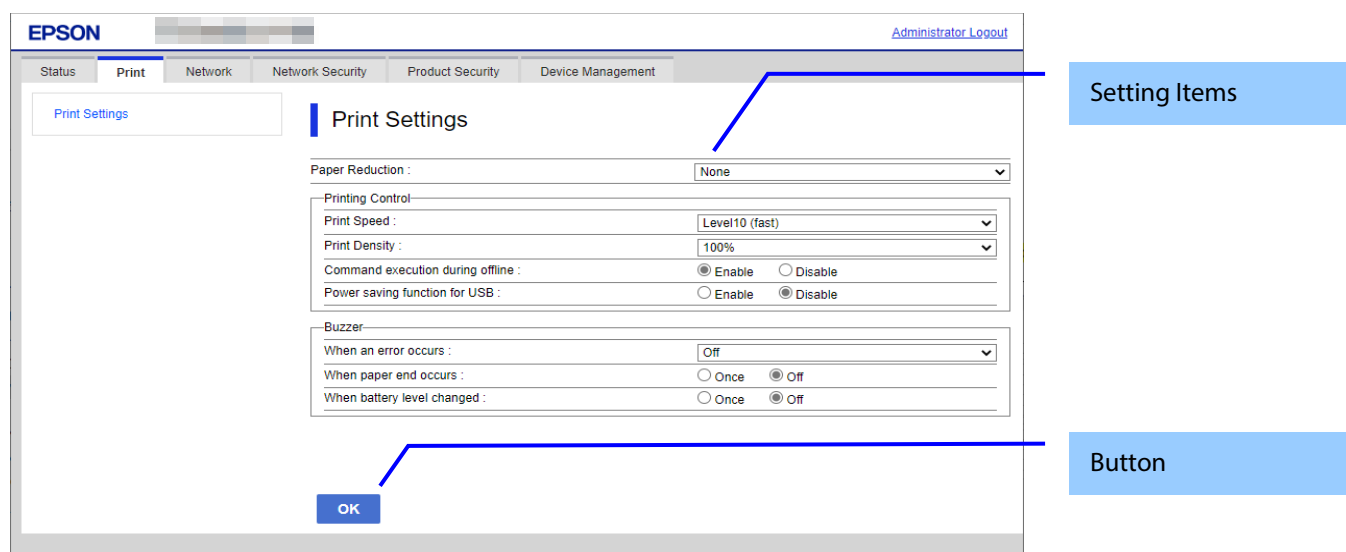 EPSON
Administrator Logout
Status Print Network Network Security Product Security Device Management
Setting Items
Print Settings
Print Settings
Paper Reduction : None
Printing Control
Print Speed : Level10 (fast)
Print Density : 100%
Command execution during offline : Enable Disable
Power saving function for USB : Enable Disable
Buzzer
When an error occurs : Off
When paper end occurs : Once Off
When battery level changed : Once Off
Button
OK